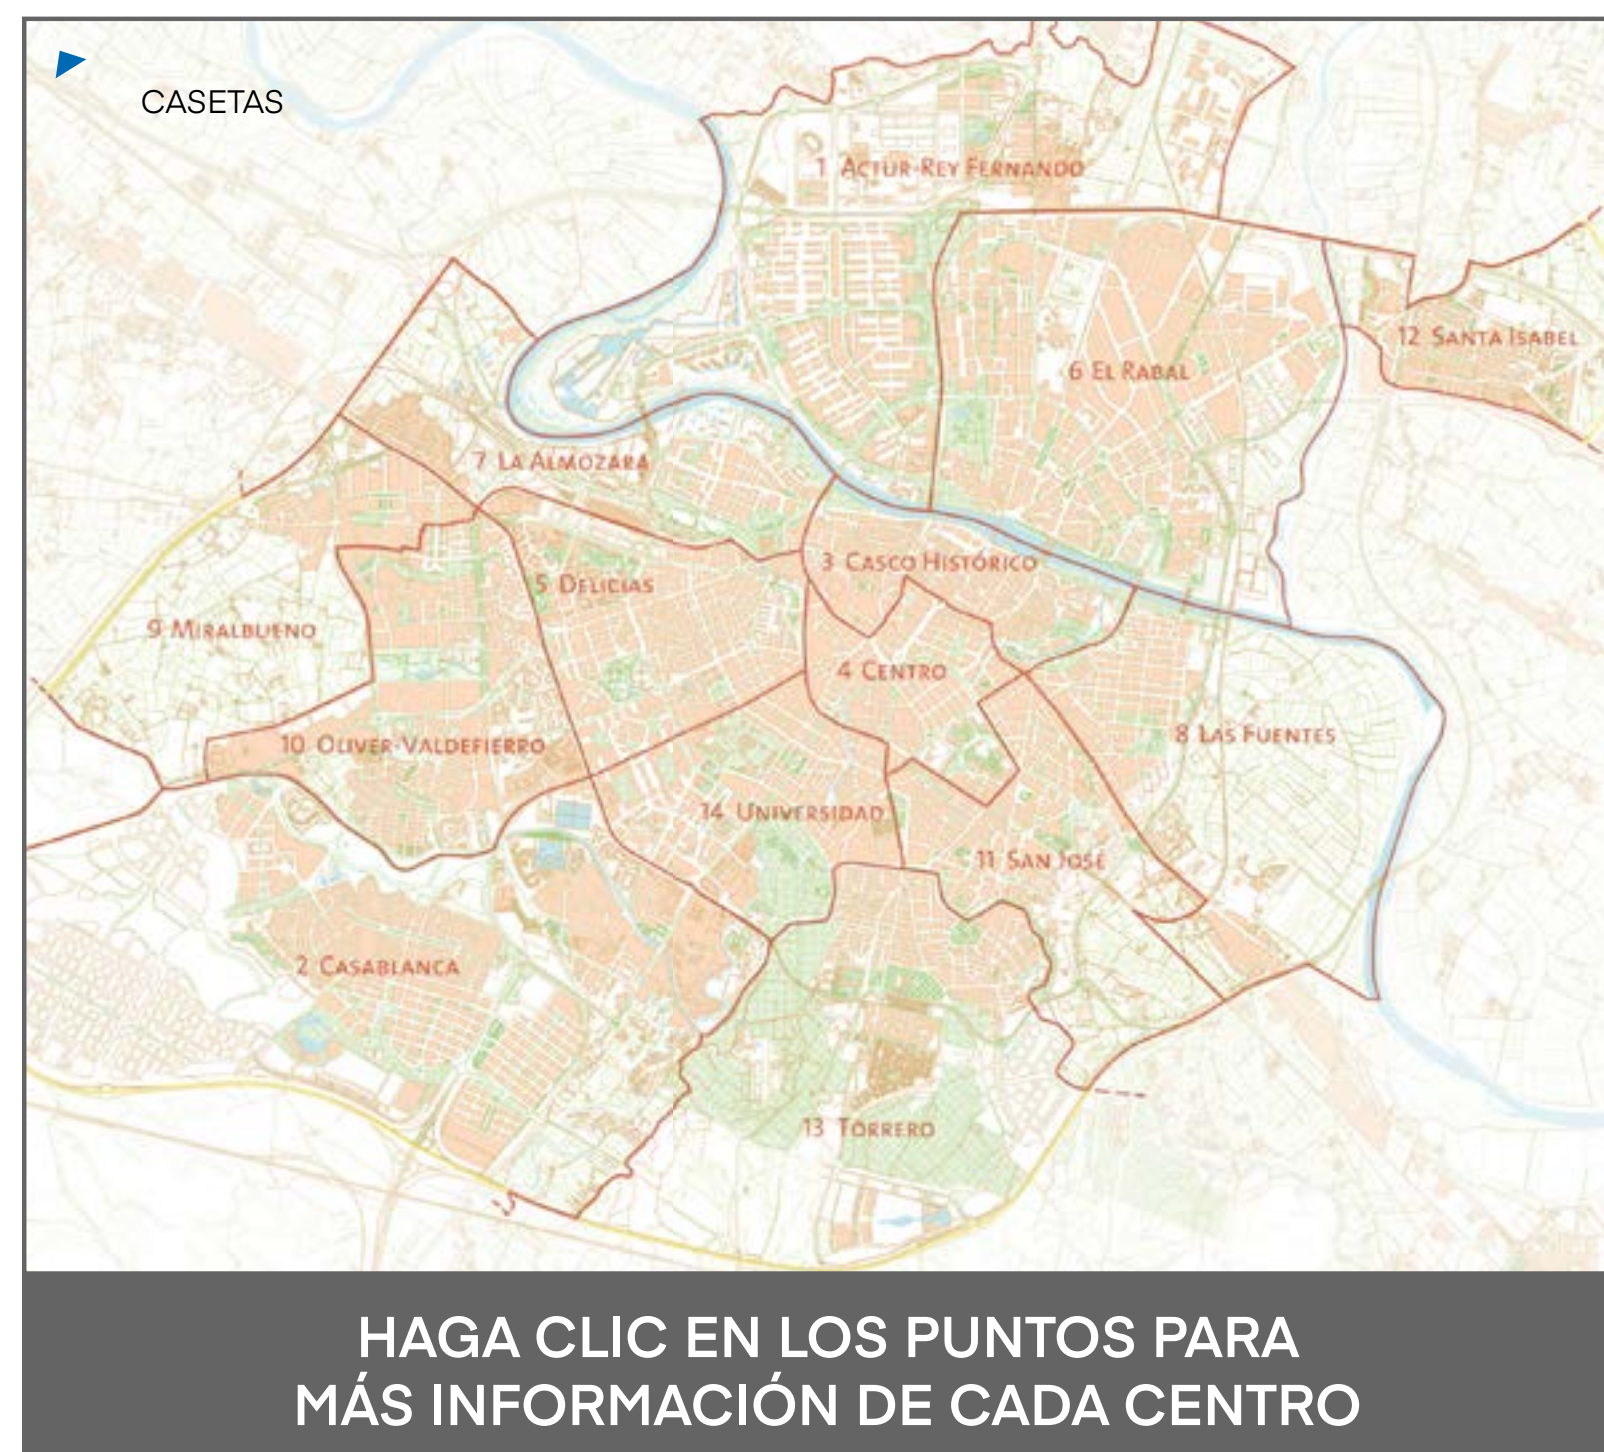 CASETAS
1 ACTUR-REY FERNANDO
12 SANTA ISABEL
6 EL RABAL
7 LA ALMOZARA
3 CASCO HISTÓRICO
5 DELICIAS
9 MIRALBUENO
4 CENTRO
8 LAS FUENTES
10 OLIVER-VALDEFIERRO
14 UNIVERSIDAD
11 SAN JOSÉ
2 CASABLANCA
13 TORRERO
HAGA CLIC EN LOS PUNTOS PARA
MÁS INFORMACIÓN DE CADA CENTRO